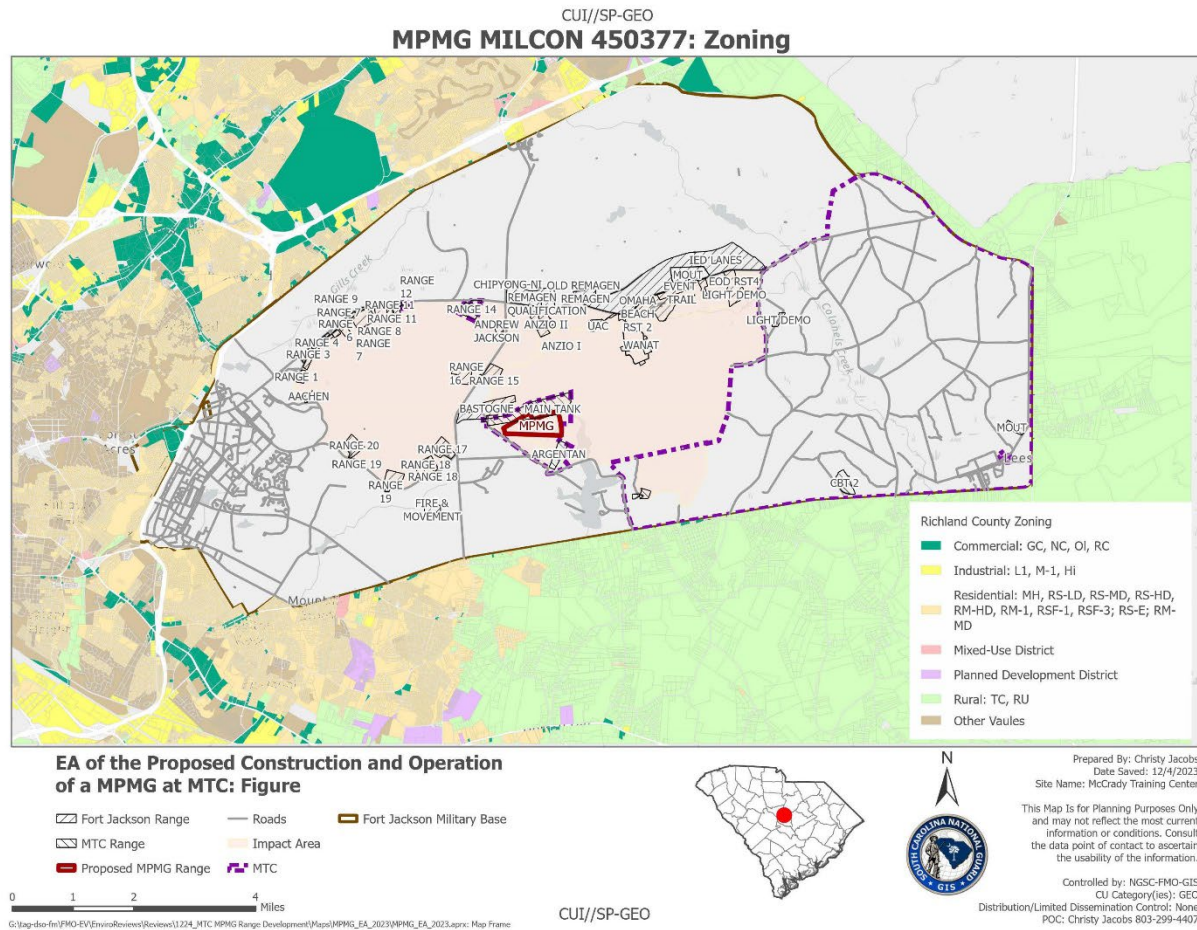 CUI//SP-GEO
MPMG MILCON 450377: Zoning
Gills Creek
Colonels Creek
IED LANES
MOUT
EOD RST4
EVENT
TRAIL
LIGHT DEMO
CHIPYONG-NI
OLD REMAGEN
REMAGEN
REMAGEN
QUALIFICATION
OMAHA
BEACH
RST 2
WANAT
UAC
ANZIO II
ANZIO I
ANDREW
JACKSON
RANGE 14
RANGE
12
RANGE 11
RANGE 11
RANGE 9
RANGE
RANGE
6
RANGE 8
RANGE
7
RANGE 4
RANGE 3
RANGE 1
AACHEN
RANGE
16
RANGE 15
BASTOGNE
MAIN TANK
MPMG
ARGENTAN
LIGHT DEMO
RANGE 20
RANGE 19
RANGE
19
RANGE 17
RANGE 18
RANGE 18
FIRE &
MOVEMENT
MOUT
Lees
CBT 2
Acres
Mount
Richland County Zoning
Commercial: GC, NC, OI, RC
Industrial: L1, M-1, Hi
Residential: MH, RS-LD, RS-MD, RS-HD,
RM-HD, RM-1, RSF-1, RSF-3; RS-E; RM-
MD
Mixed-Use District
Planned Development District
Rural: TC, RU
Other Vaules
EA of the Proposed Construction and Operation
of a MPMG at MTC: Figure
Fort Jackson Range
Roads
Fort Jackson Military Base
MTC Range
Impact Area
Proposed MPMG Range
MTC
0 1 2 4
Miles
G:\tag-dso-fm\FMO-EV\EnviroReviews\Reviews\1224_MTC MPMG Range Development\Maps\MPMG_EA_2023\MPMG_EA_2023.aprx: Map Frame
CUI//SP-GEO
N
SOUTH CAROLINA NATIONAL GUARD
GIS
Prepared By: Christy Jacobs
Date Saved: 12/4/2023
Site Name: McCrady Training Center
This Map Is for Planning Purposes Only
and may not reflect the most current
information or conditions. Consult
the data point of contact to ascertain
the usability of the information.
Controlled by: NGSC-FMO-GIS
CU Category(ies): GEO
Distribution/Limited Dissemination Control: None
POC: Christy Jacobs 803-299-4407